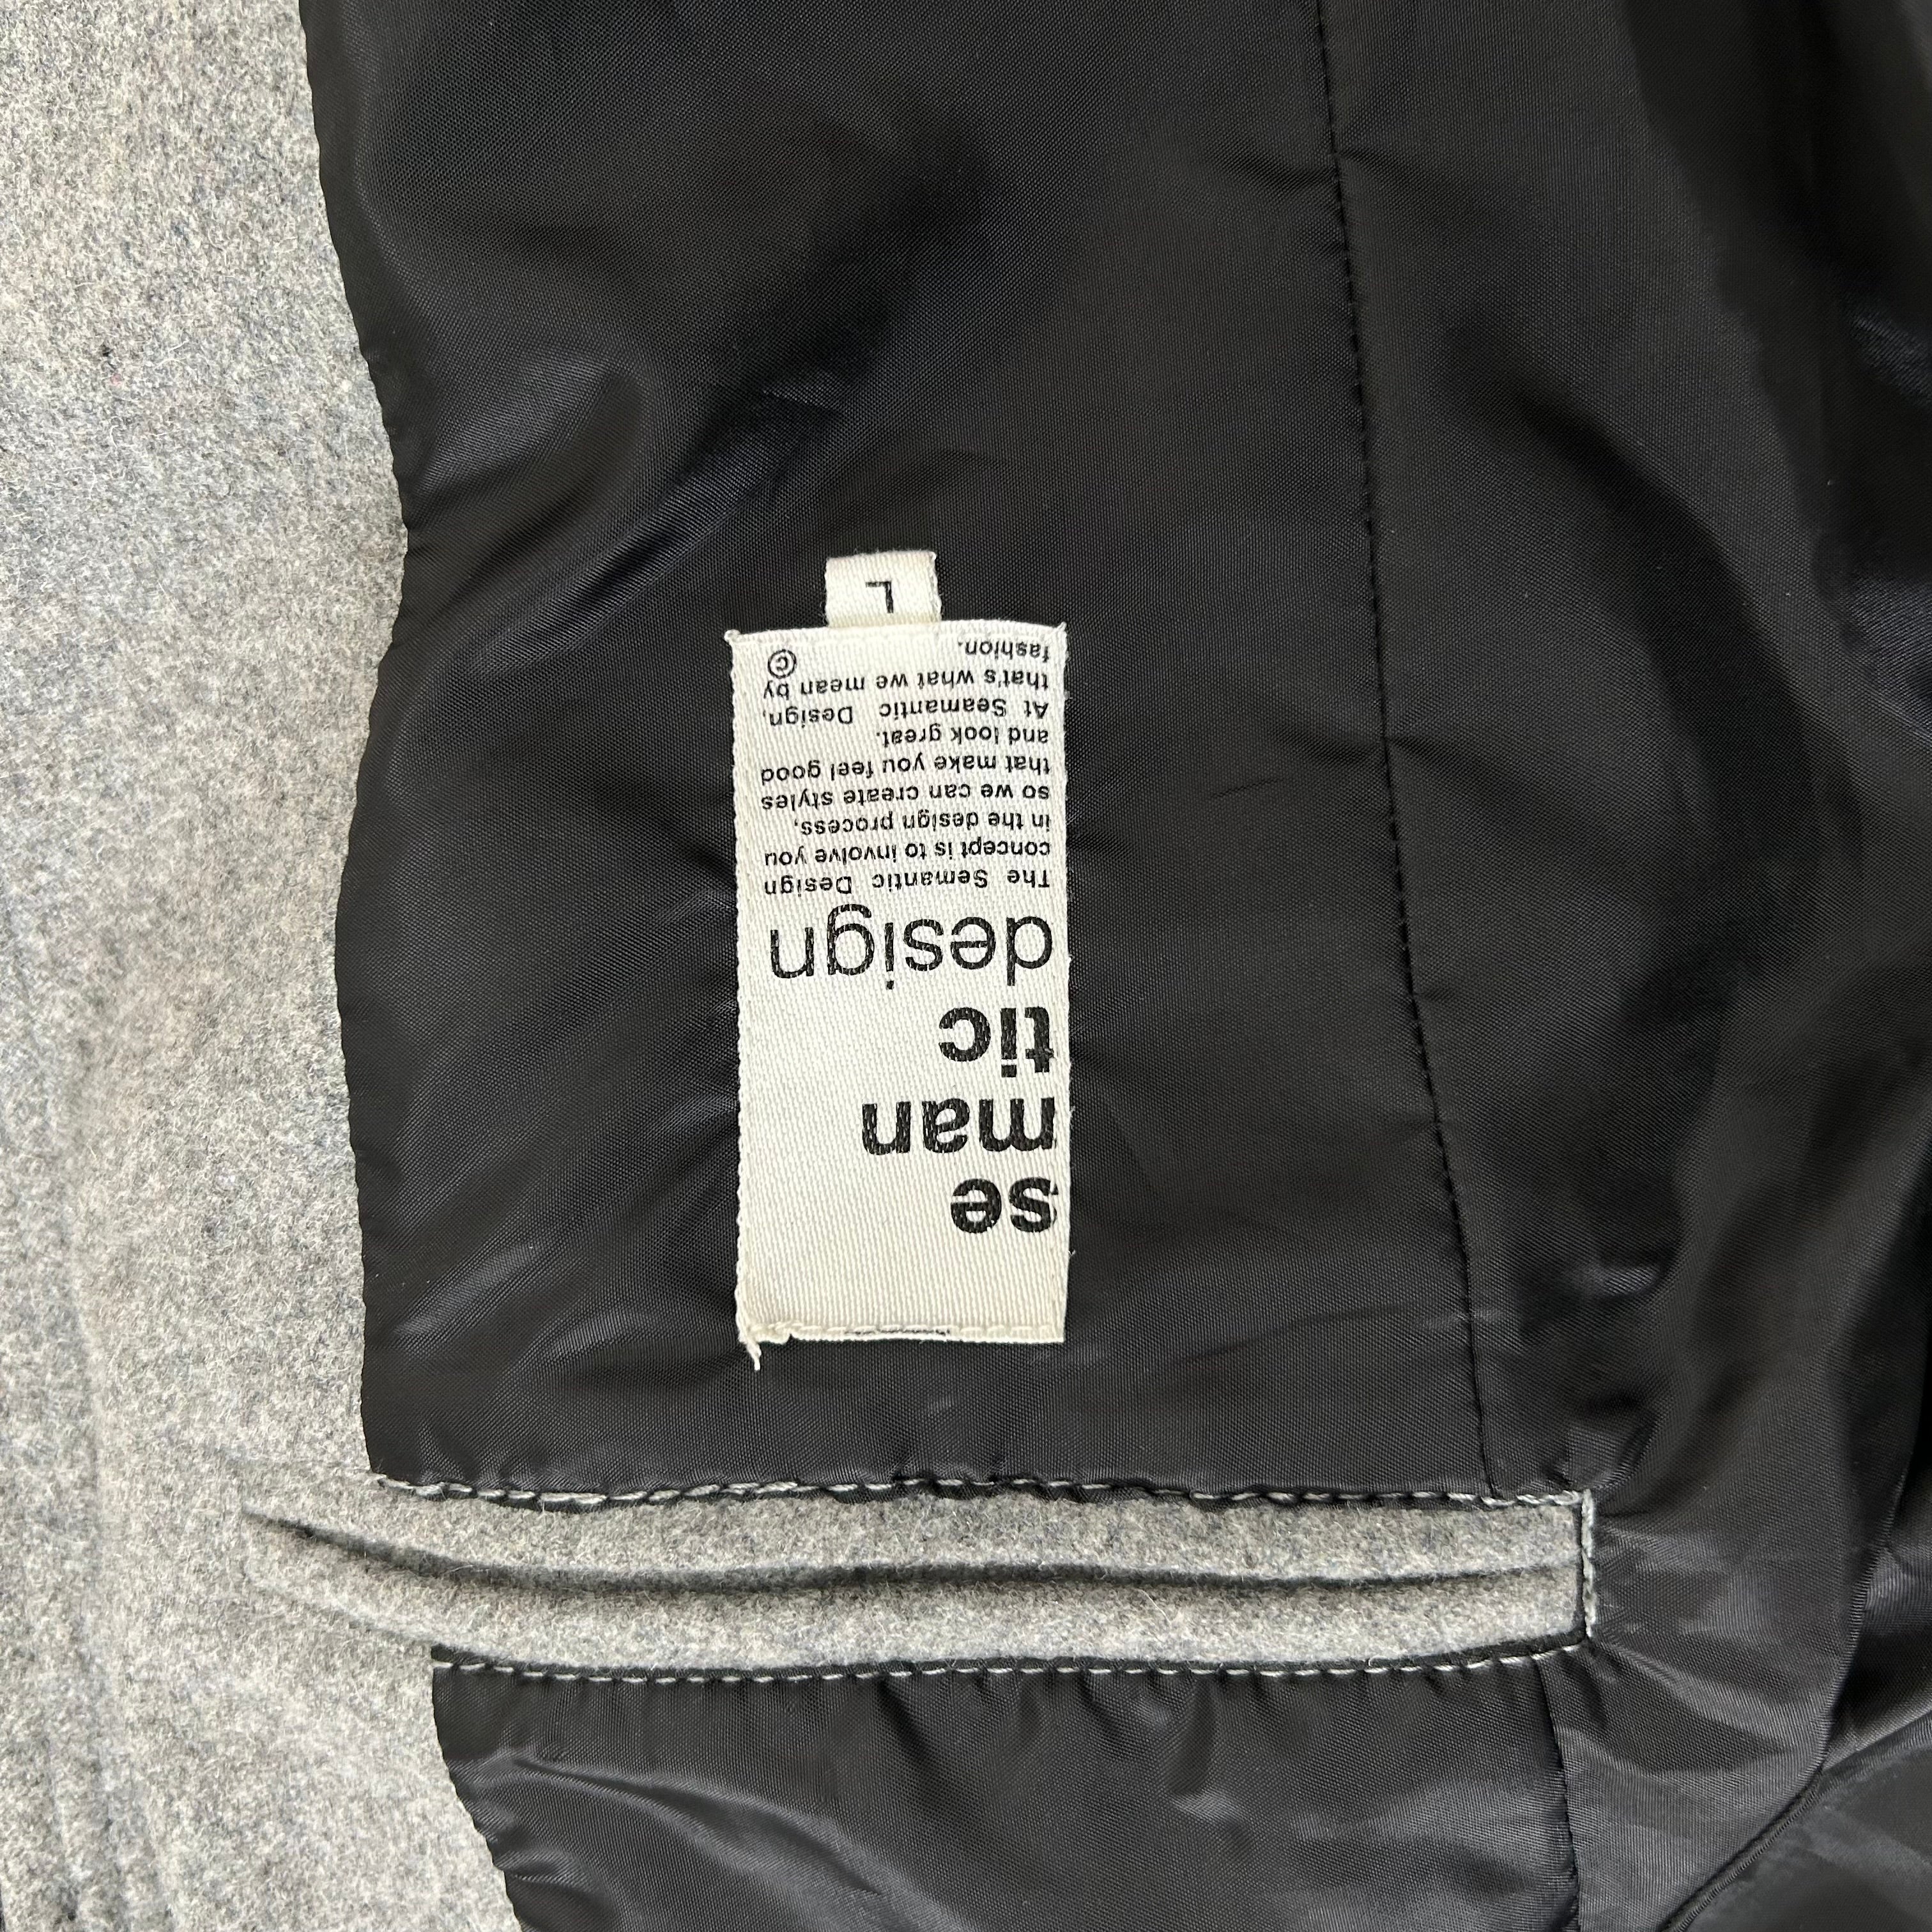 se
man
tic
design
The Semantic Design
concept is to involve you
in the design process,
so we can create styles
that make you feel good
and look great.
At Seamantic Design,
that's what we mean by
fashion. ©
L